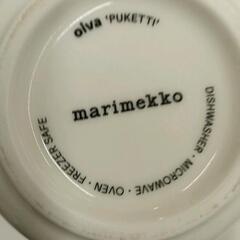 oiva 'PUKETTI'
marimekko
DISHWASHER · MICROWAVE · OVEN · FREEZER SAFE